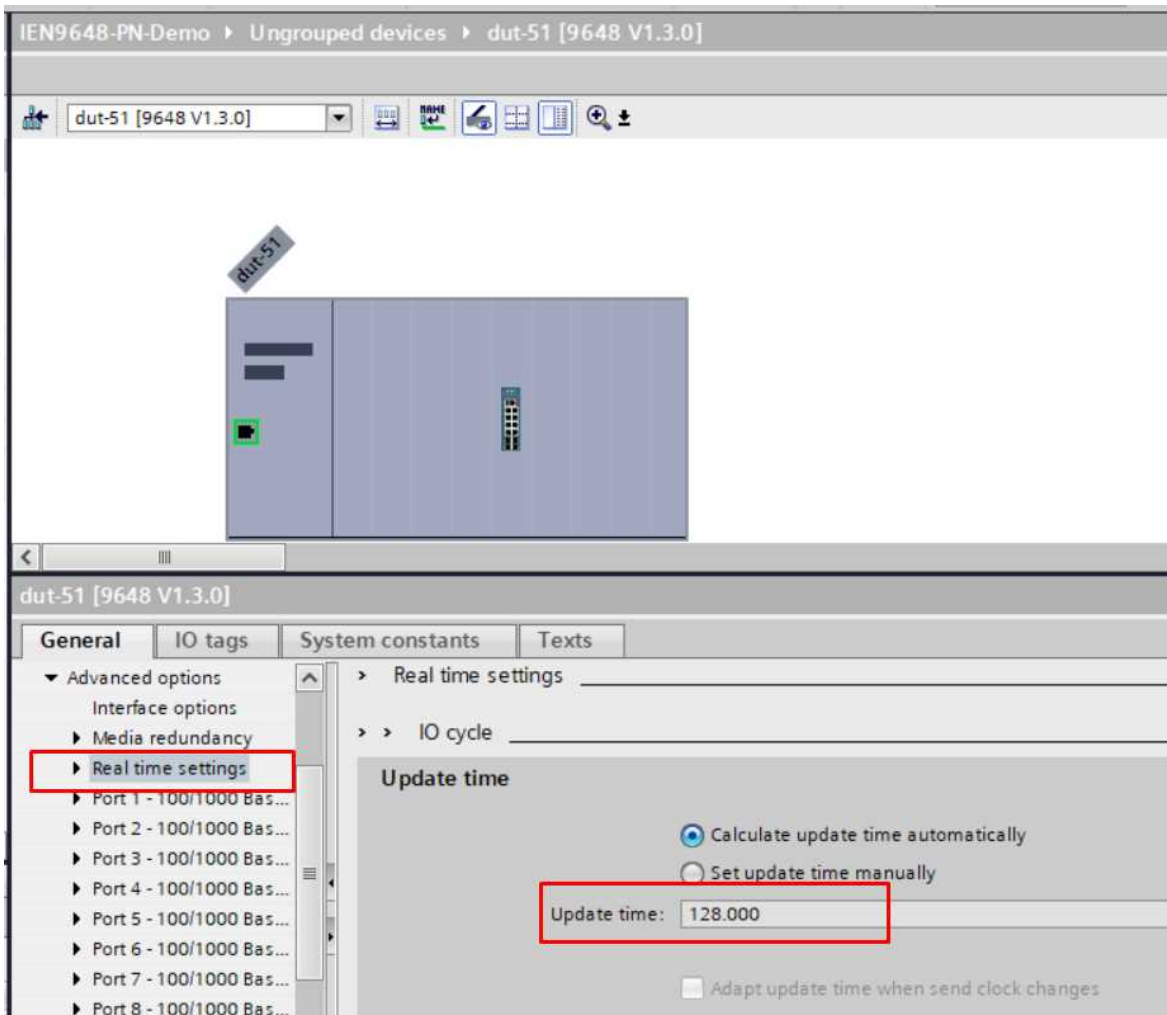 IEN9648-PN-Demo ▸ Ungrouped devices ▸ dut-51 [9648 V1.3.0]
dut-51 [9648 V1.3.0]
NAME
dut-51
dut-51 [9648 V1.3.0]
General IO tags System constants Texts
Advanced options
Interface options
Media redundancy
Real time settings
Port 1 - 100/1000 Bas...
Port 2 - 100/1000 Bas...
Port 3 - 100/1000 Bas...
Port 4 - 100/1000 Bas...
Port 5 - 100/1000 Bas...
Port 6 - 100/1000 Bas...
Port 7 - 100/1000 Bas...
Port 8 - 100/1000 Bas...
Real time settings
IO cycle
Update time
Calculate update time automatically
Set update time manually
Update time: 128.000
Adapt update time when send clock changes